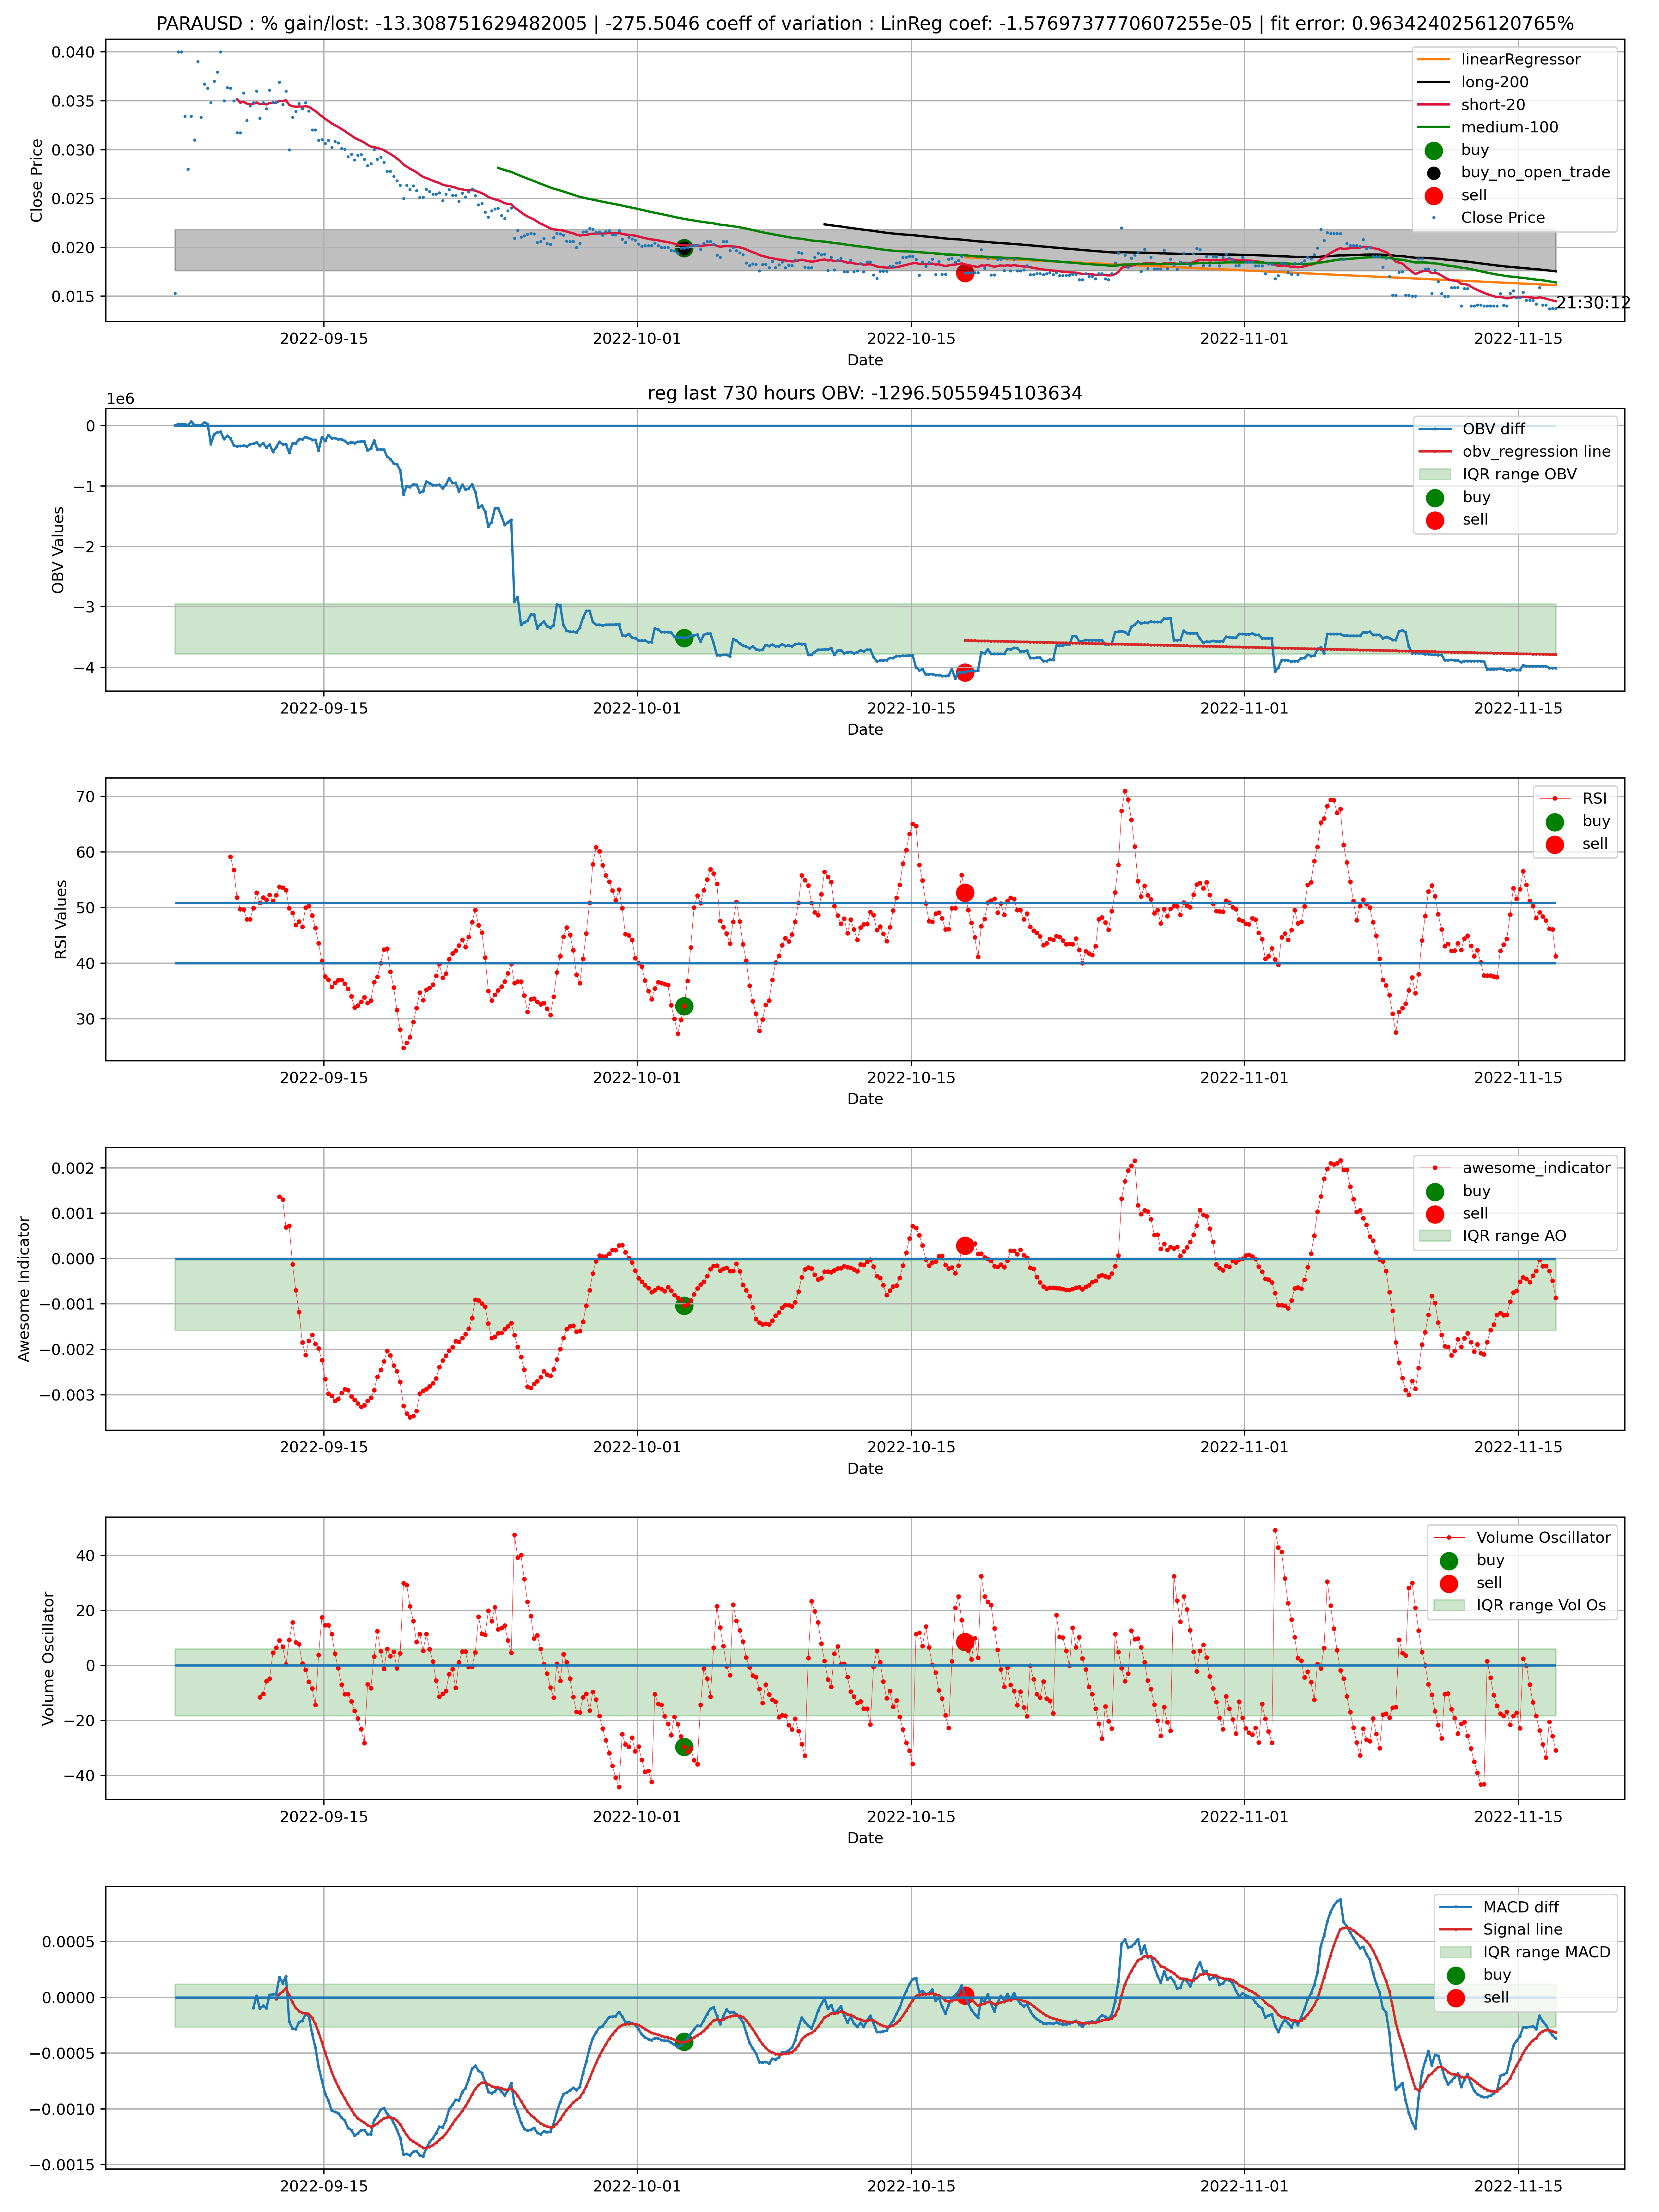 PARAUSD : % gain/lost: -13.308751629482005 | -275.5046 coeff of variation : LinReg coef: -1.5769737770607255e-05 | fit error: 0.9634240256120765%
0.040
0.035
0.030
0.025
0.020
0.015
Close Price
linearRegressor
long-200
short-20
medium-100
buy
buy_no_open_trade
sell
Close Price
21:30:12
2022-09-15
2022-10-01
2022-10-15
2022-11-01
2022-11-15
Date
reg last 730 hours OBV: -1296.5055945103634
1e6
0
−1
−2
−3
−4
OBV Values
OBV diff
obv_regression line
IQR range OBV
buy
sell
2022-09-15
2022-10-01
2022-10-15
2022-11-01
2022-11-15
Date
70
60
50
40
30
RSI Values
RSI
buy
sell
2022-09-15
2022-10-01
2022-10-15
2022-11-01
2022-11-15
Date
0.002
0.001
0.000
−0.001
−0.002
−0.003
Awesome Indicator
awesome_indicator
buy
sell
IQR range AO
2022-09-15
2022-10-01
2022-10-15
2022-11-01
2022-11-15
Date
40
20
0
−20
−40
Volume Oscillator
Volume Oscillator
buy
sell
IQR range Vol Os
2022-09-15
2022-10-01
2022-10-15
2022-11-01
2022-11-15
Date
0.0005
0.0000
−0.0005
−0.0010
−0.0015
MACD diff
Signal line
IQR range MACD
buy
sell
2022-09-15
2022-10-01
2022-10-15
2022-11-01
2022-11-15